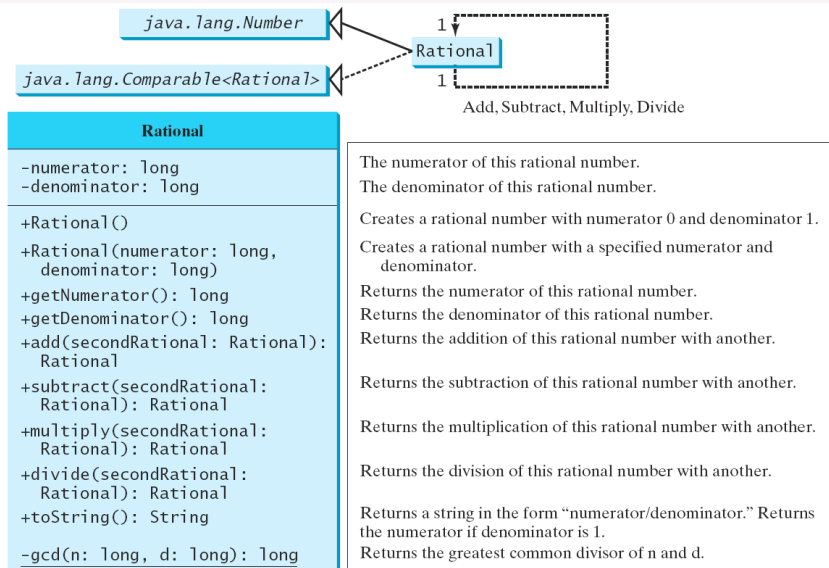 java.lang.Number
1
Rational
java.lang.Comparable<Rational>
1
Add, Subtract, Multiply, Divide
Rational
-numerator: long
-denominator: long
+Rational()
+Rational(numerator: long,
denominator: long)
+getNumerator(): long
+getDenominator(): long
+add(secondRational: Rational):
Rational
+subtract(secondRational:
Rational): Rational
+multiply(secondRational:
Rational): Rational
+divide(secondRational:
Rational): Rational
+toString(): String
-gcd(n: long, d: long): long
The numerator of this rational number.
The denominator of this rational number.
Creates a rational number with numerator 0 and denominator 1.
Creates a rational number with a specified numerator and
denominator.
Returns the numerator of this rational number.
Returns the denominator of this rational number.
Returns the addition of this rational number with another.
Returns the subtraction of this rational number with another.
Returns the multiplication of this rational number with another.
Returns the division of this rational number with another.
Returns a string in the form “numerator/denominator.” Returns
the numerator if denominator is 1.
Returns the greatest common divisor of n and d.